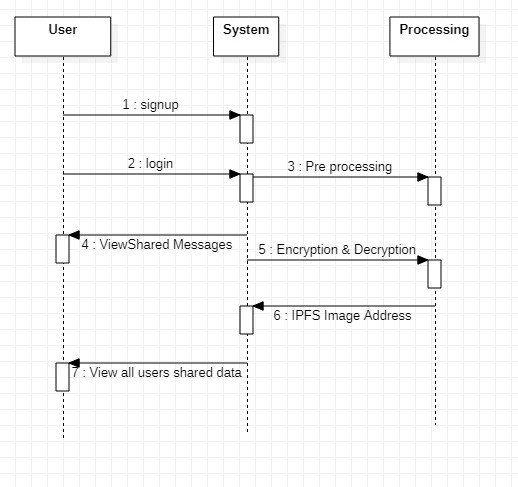 User
System
Processing
1 : signup
2 : login
3 : Pre processing
4 : ViewShared Messages
5 : Encryption & Decryption
6 : IPFS Image Address
7 : View all users shared data